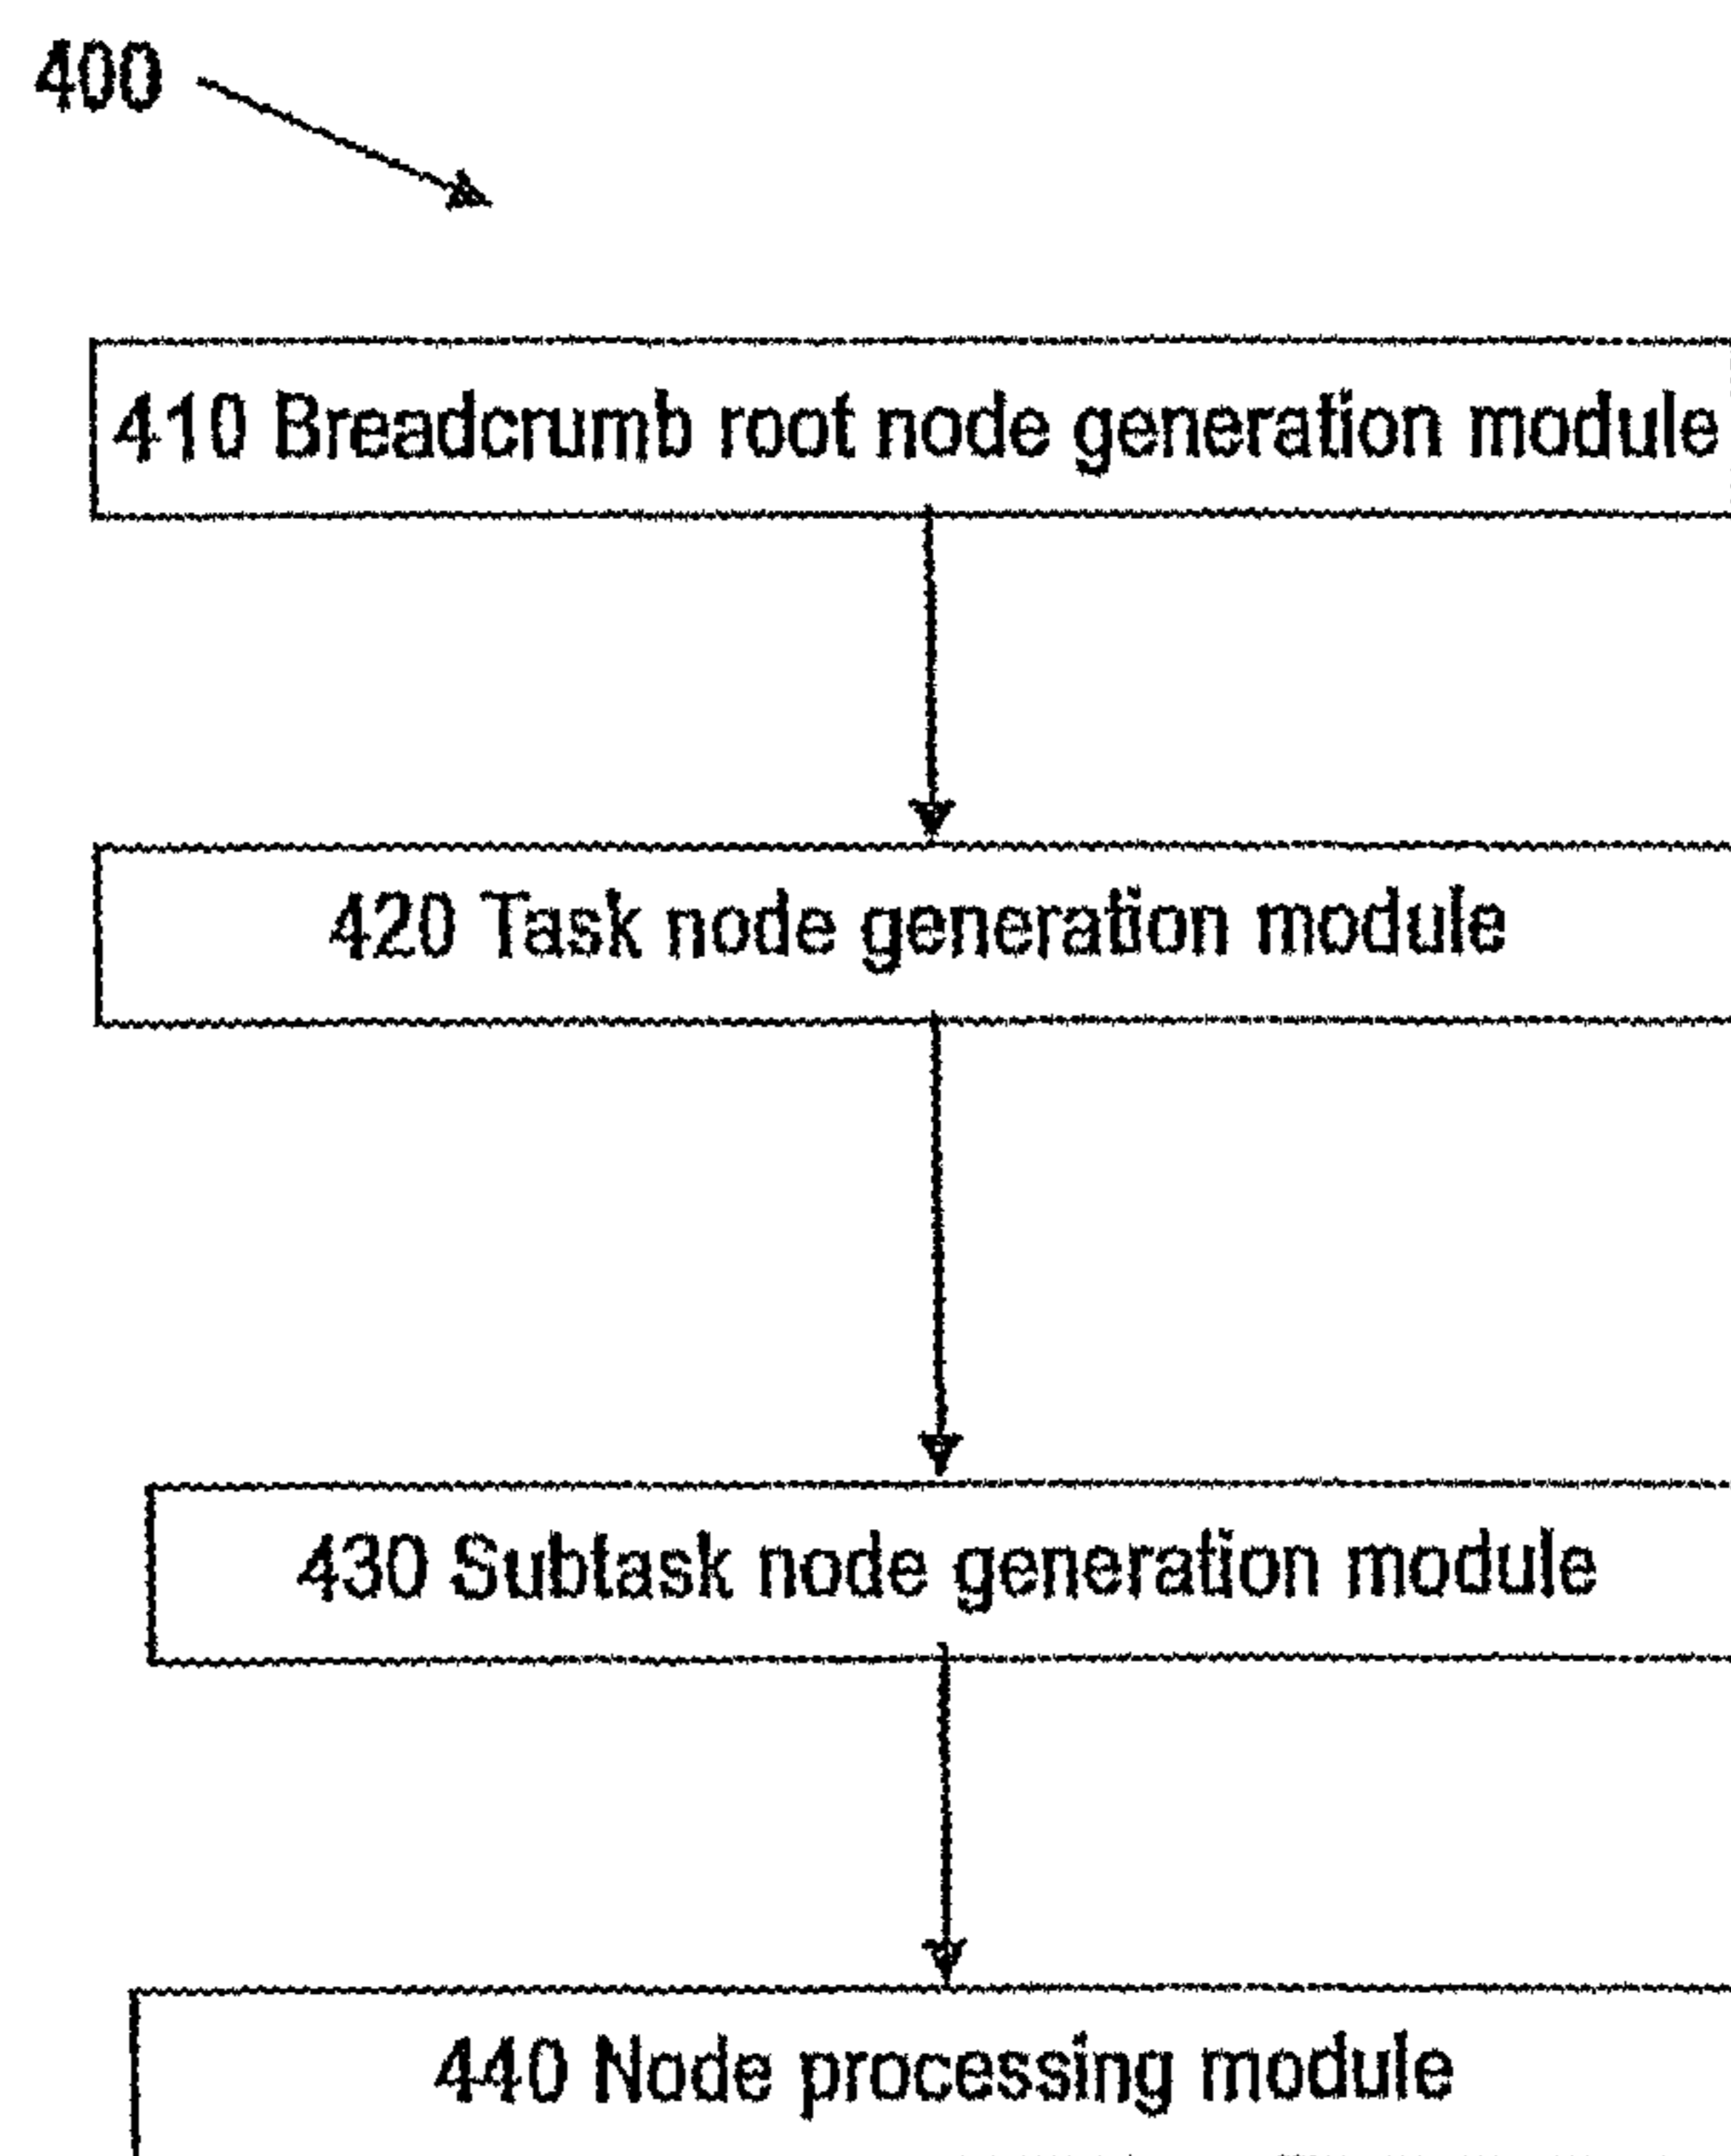 400
410 Breadcrumb root node generation module
420 Task node generation module
430 Subtask node generation module
440 Node processing module